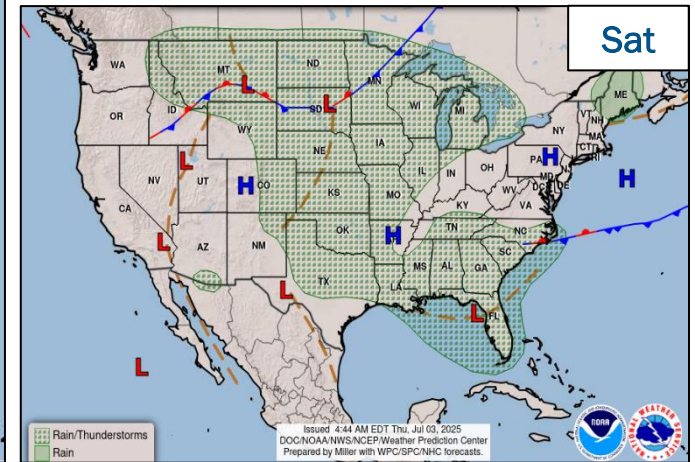 Sat
WA
MT
ND
MN
ME
OR
ID
SD
WI
MI
VT
NH
NY
MA
CT
RI
WY
IA
NE
PA
NJ
OH
IL
IN
MD
DE
DC
WV
VA
NV
UT
CO
KS
MO
KY
CA
AZ
NM
OK
TN
NC
SC
MS
AL
GA
TX
LA
FL
L
L
L
L
L
L
L
H
H
H
H
Rain/Thunderstorms
Rain
Issued 4:44 AM EDT Thu, Jul 03, 2025
DOC/NOAA/NWS/NCEP/Weather Prediction Center
Prepared by Miller with WPC/SPC/NHC forecasts.
NOAA
NATIONAL WEATHER SERVICE